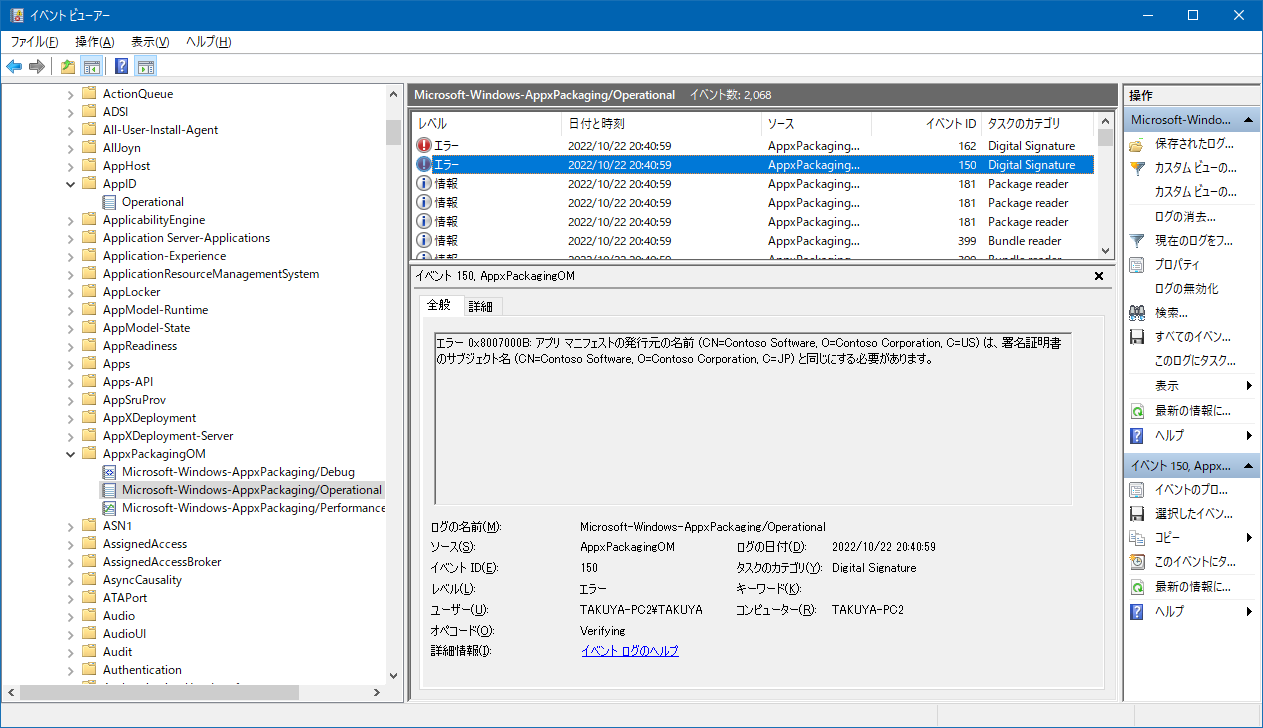 イベント ビューアー
ファイル(F) 操作(A) 表示(V) ヘルプ(H)
ActionQueue
ADSI
All-User-Install-Agent
AllJoyn
AppHost
AppID
Operational
ApplicabilityEngine
Application Server-Applications
Application-Experience
ApplicationResourceManagementSystem
AppLocker
AppModel-Runtime
AppModel-State
AppReadiness
Apps
Apps-API
AppSruProv
AppXDeployment
AppXDeployment-Server
AppxPackagingOM
Microsoft-Windows-AppxPackaging/Debug
Microsoft-Windows-AppxPackaging/Operational
Microsoft-Windows-AppxPackaging/Performance
ASN1
AssignedAccess
AssignedAccessBroker
AsyncCausality
ATAPort
Audio
AudioUI
Audit
Authentication
Microsoft-Windows-AppxPackaging/Operational イベント数: 2,068
レベル 日付と時刻 ソース イベント ID タスクのカテゴリ
エラー 2022/10/22 20:40:59 AppxPackaging... 162 Digital Signature
エラー 2022/10/22 20:40:59 AppxPackaging... 150 Digital Signature
情報 2022/10/22 20:40:59 AppxPackaging... 181 Package reader
情報 2022/10/22 20:40:59 AppxPackaging... 181 Package reader
情報 2022/10/22 20:40:59 AppxPackaging... 181 Package reader
情報 2022/10/22 20:40:59 AppxPackaging... 399 Bundle reader
イベント 150, AppxPackagingOM
全般 詳細
エラー 0x8007000B: アプリ マニフェストの発行元の名前 (CN=Contoso Software, O=Contoso Corporation, C=US) は、署名証明書
のサブジェクト名 (CN=Contoso Software, O=Contoso Corporation, C=JP) と同じにする必要があります。
ログの名前(M): Microsoft-Windows-AppxPackaging/Operational
ソース(S): AppxPackagingOM ログの日付(D): 2022/10/22 20:40:59
イベント ID(E): 150 タスクのカテゴリ(Y): Digital Signature
レベル(L): エラー キーワード(K):
ユーザー(U): TAKUYA-PC2¥TAKUYA コンピューター(R): TAKUYA-PC2
オペコード(O): Verifying
詳細情報(I): イベント ログのヘルプ
操作
Microsoft-Windo...
保存されたログ...
カスタム ビューの...
カスタム ビューの...
ログの消去...
現在のログをフ...
プロパティ
ログの無効化
検索...
すべてのイベン...
このログにタスク...
表示
最新の情報に...
ヘルプ
イベント 150, Appx...
イベントのプロ...
選択したイベン...
コピー
このイベントにタ...
最新の情報に...
ヘルプ